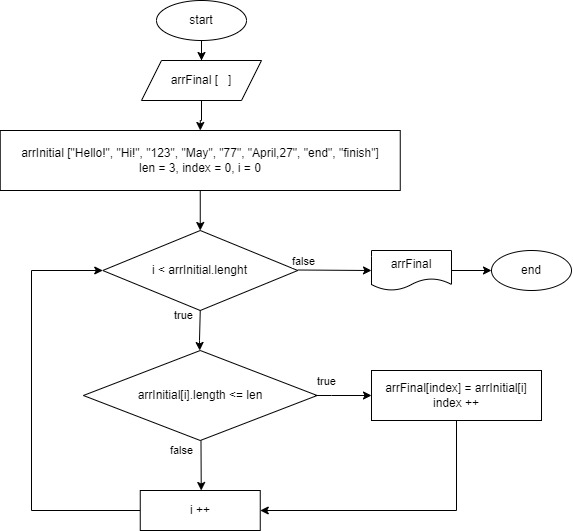 start
arrFinal [   ]
arrInitial ["Hello!", "Hi!", "123", "May", "77", "April,27", "end", "finish"]
len = 3, index = 0, i = 0
i < arrInitial.lenght
false
arrFinal
end
true
arrInitial[i].length <= len
true
arrFinal[index] = arrInitial[i]
index ++
false
i ++